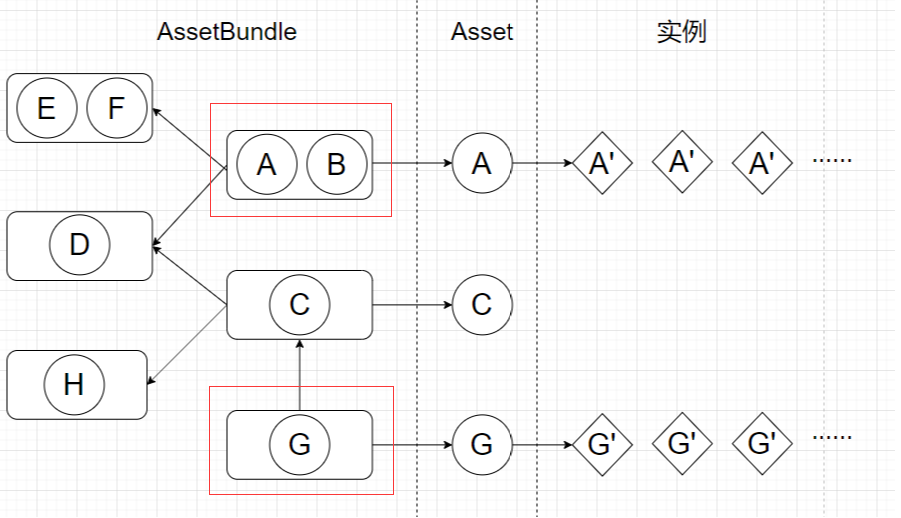 AssetBundle Asset 实例
E F
A B A A' A' A' ······
D
C C
H
G G G' G' G' ······